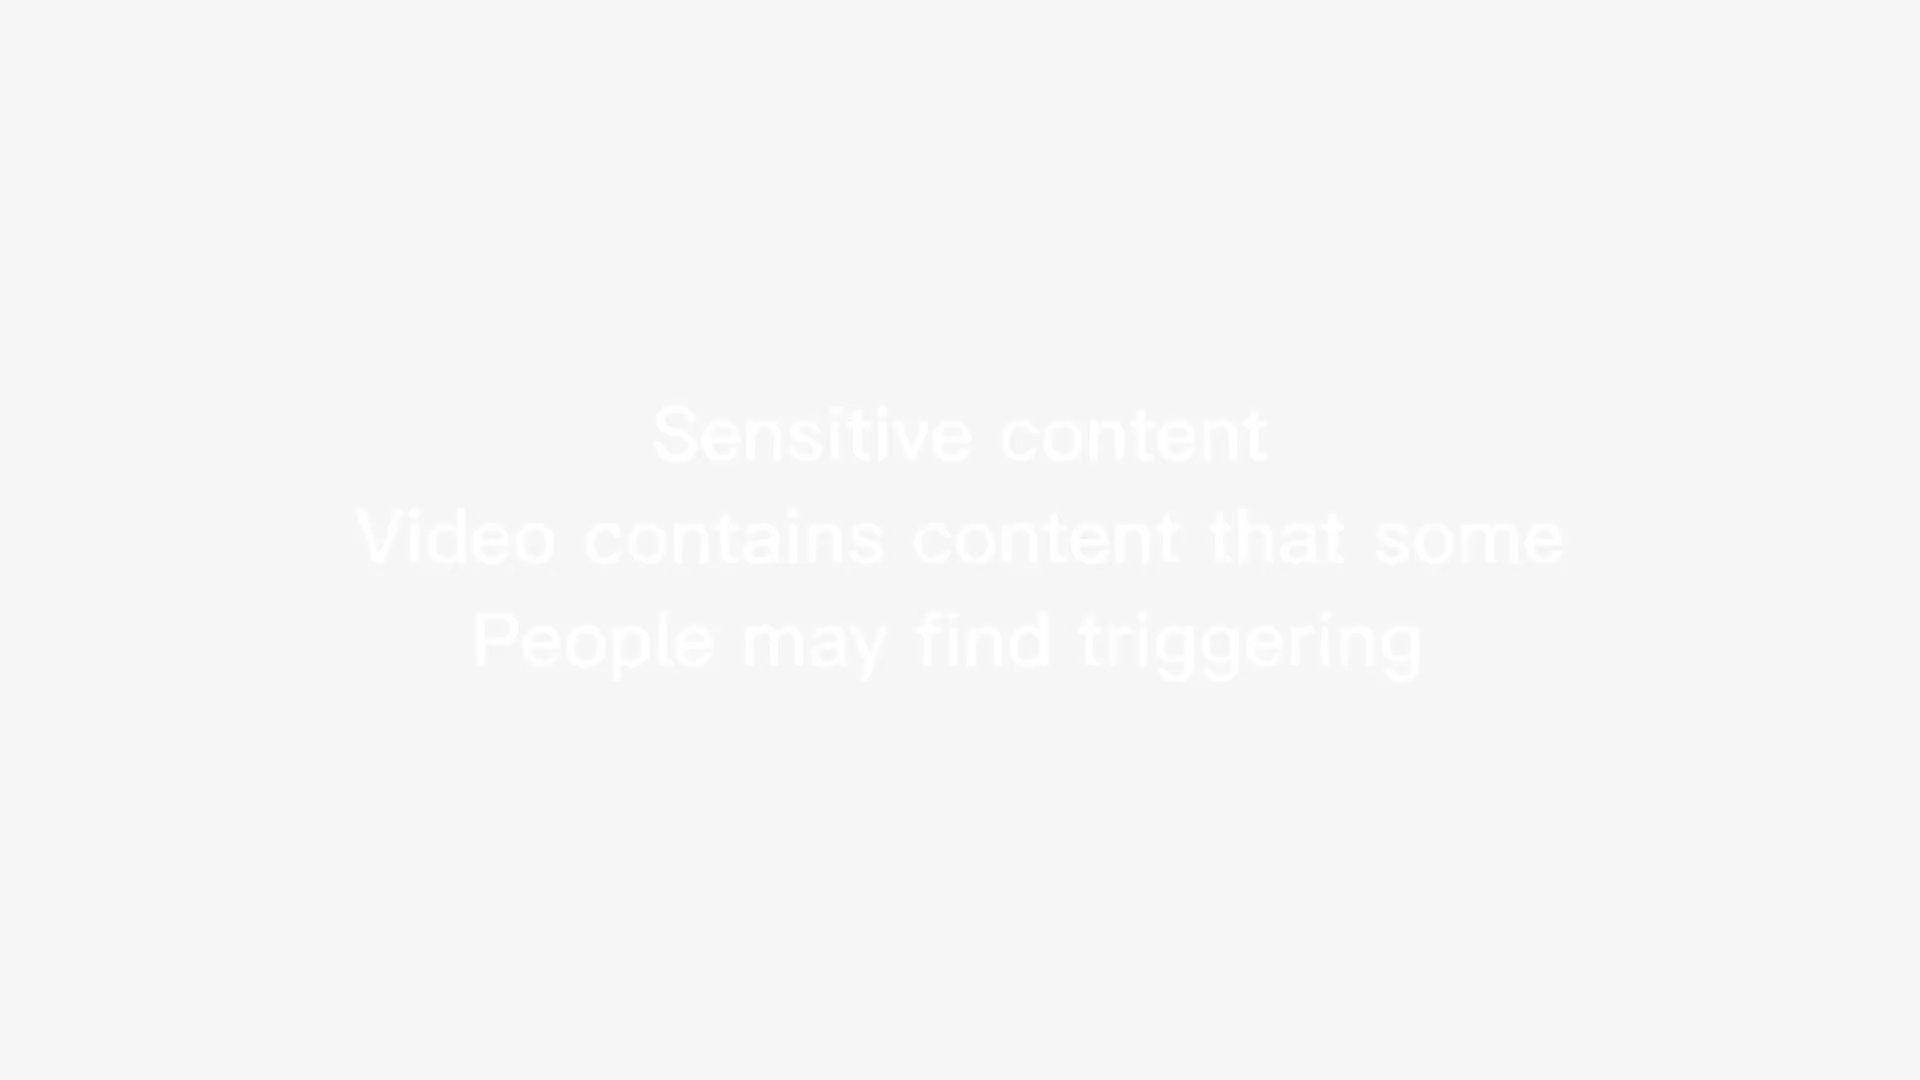 Sensitive content
Video contains content that some
People may find triggering